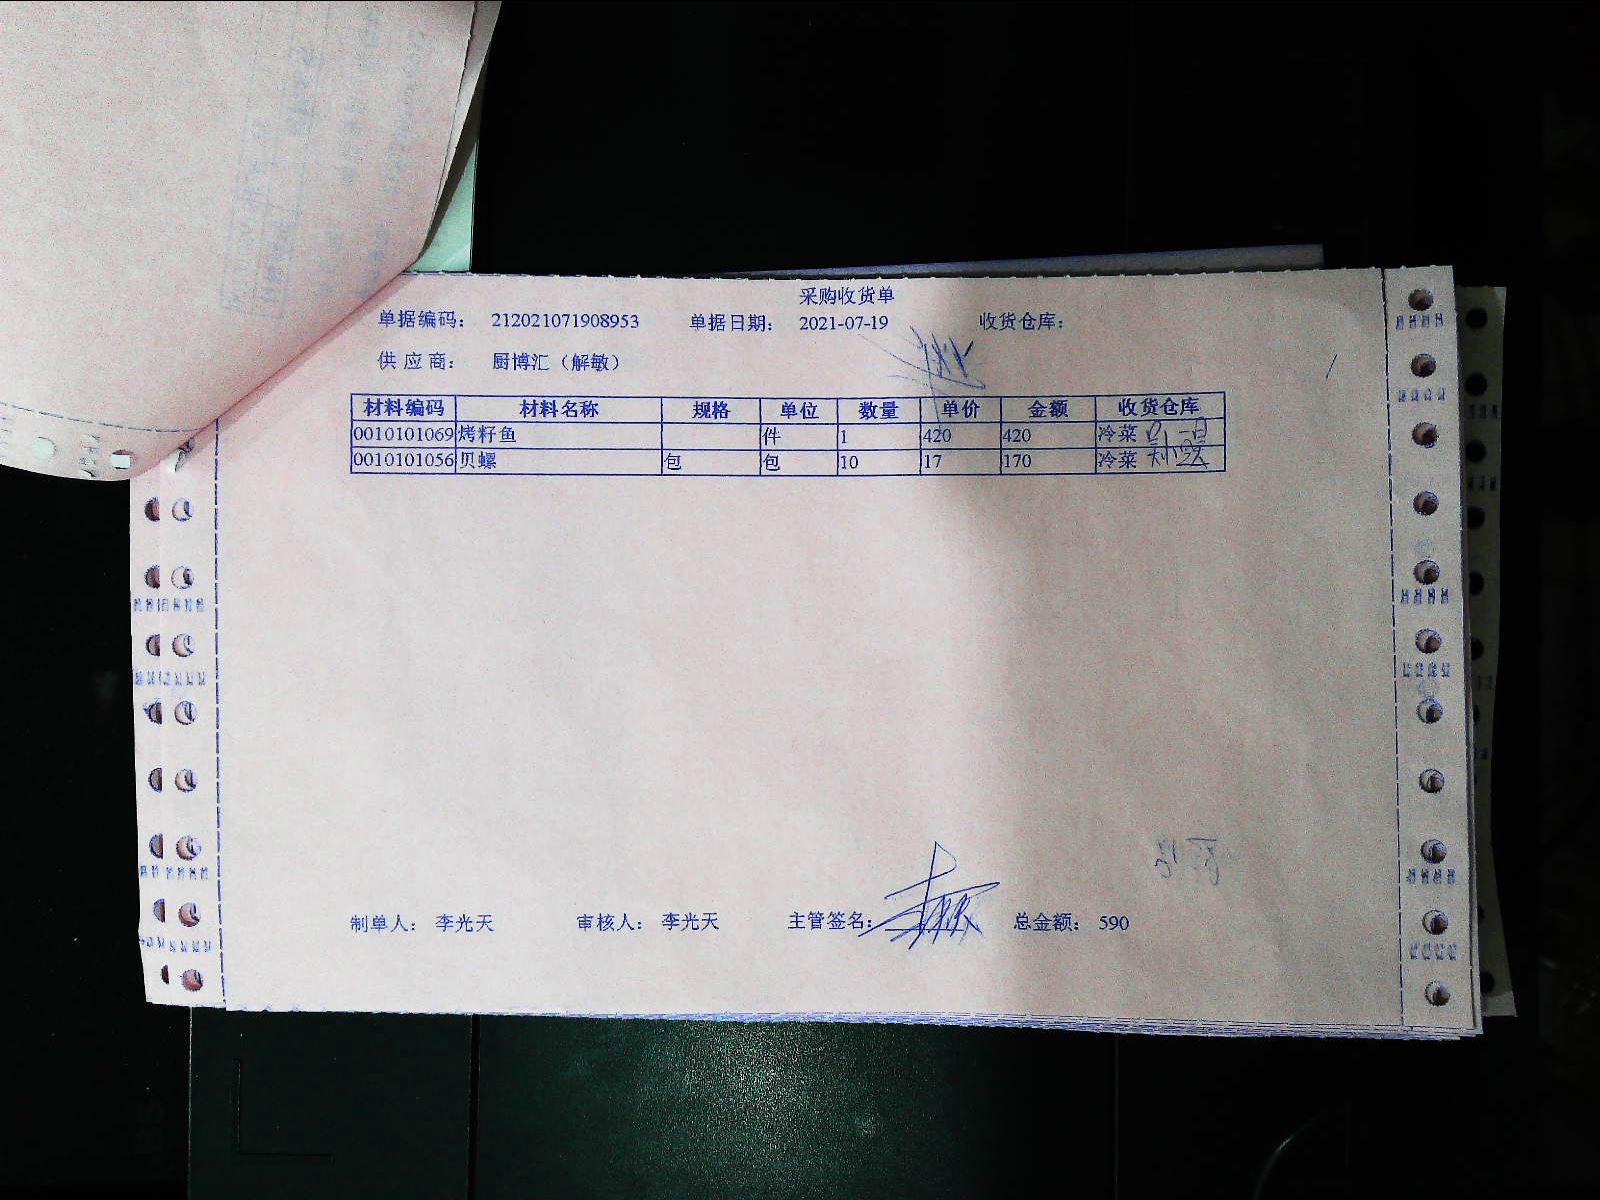 采购收货单
单据编码： 212021071908953 单据日期： 2021-07-19 收货仓库：
供应商： 厨博汇（解敏）
材料编码 材料名称 规格 单位 数量 单价 金额 收货仓库
0010101069 烤籽鱼 件 1 420 420 冷菜
0010101056 贝螺 包 包 10 17 170 冷菜
制单人： 李光天 审核人： 李光天 主管签名： 总金额： 590